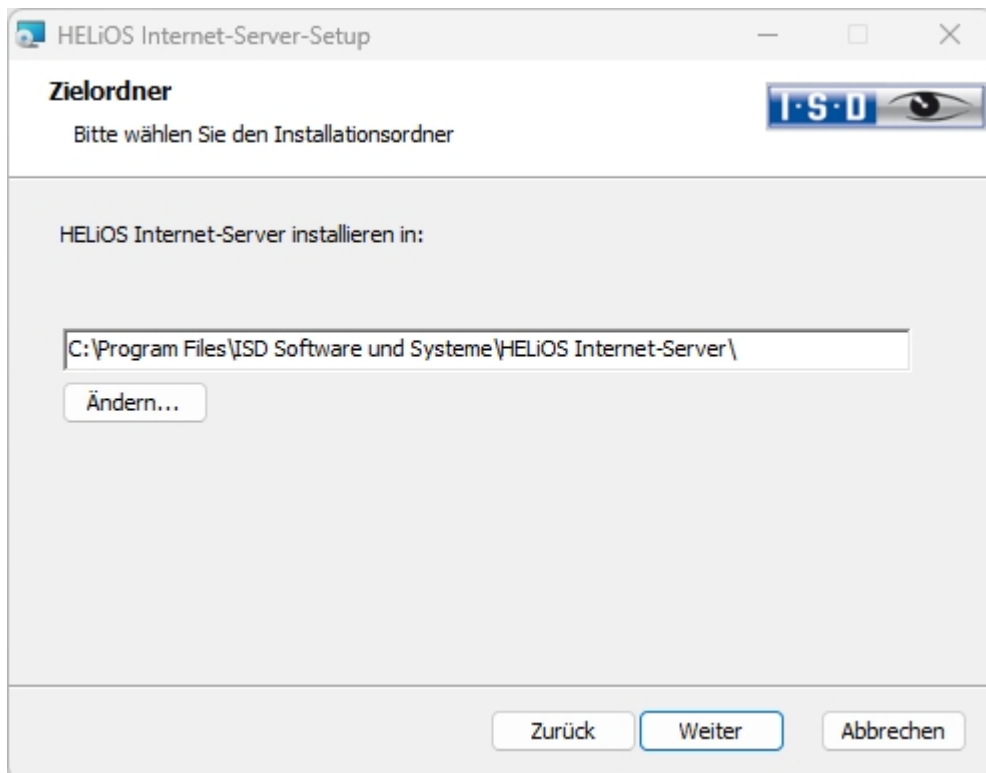 HELiOS Internet-Server-Setup
Zielordner
I·S·D
Bitte wählen Sie den Installationsordner
HELiOS Internet-Server installieren in:
C:\Program Files\ISD Software und Systeme\HELiOS Internet-Server\
Ändern...
Zurück Weiter Abbrechen